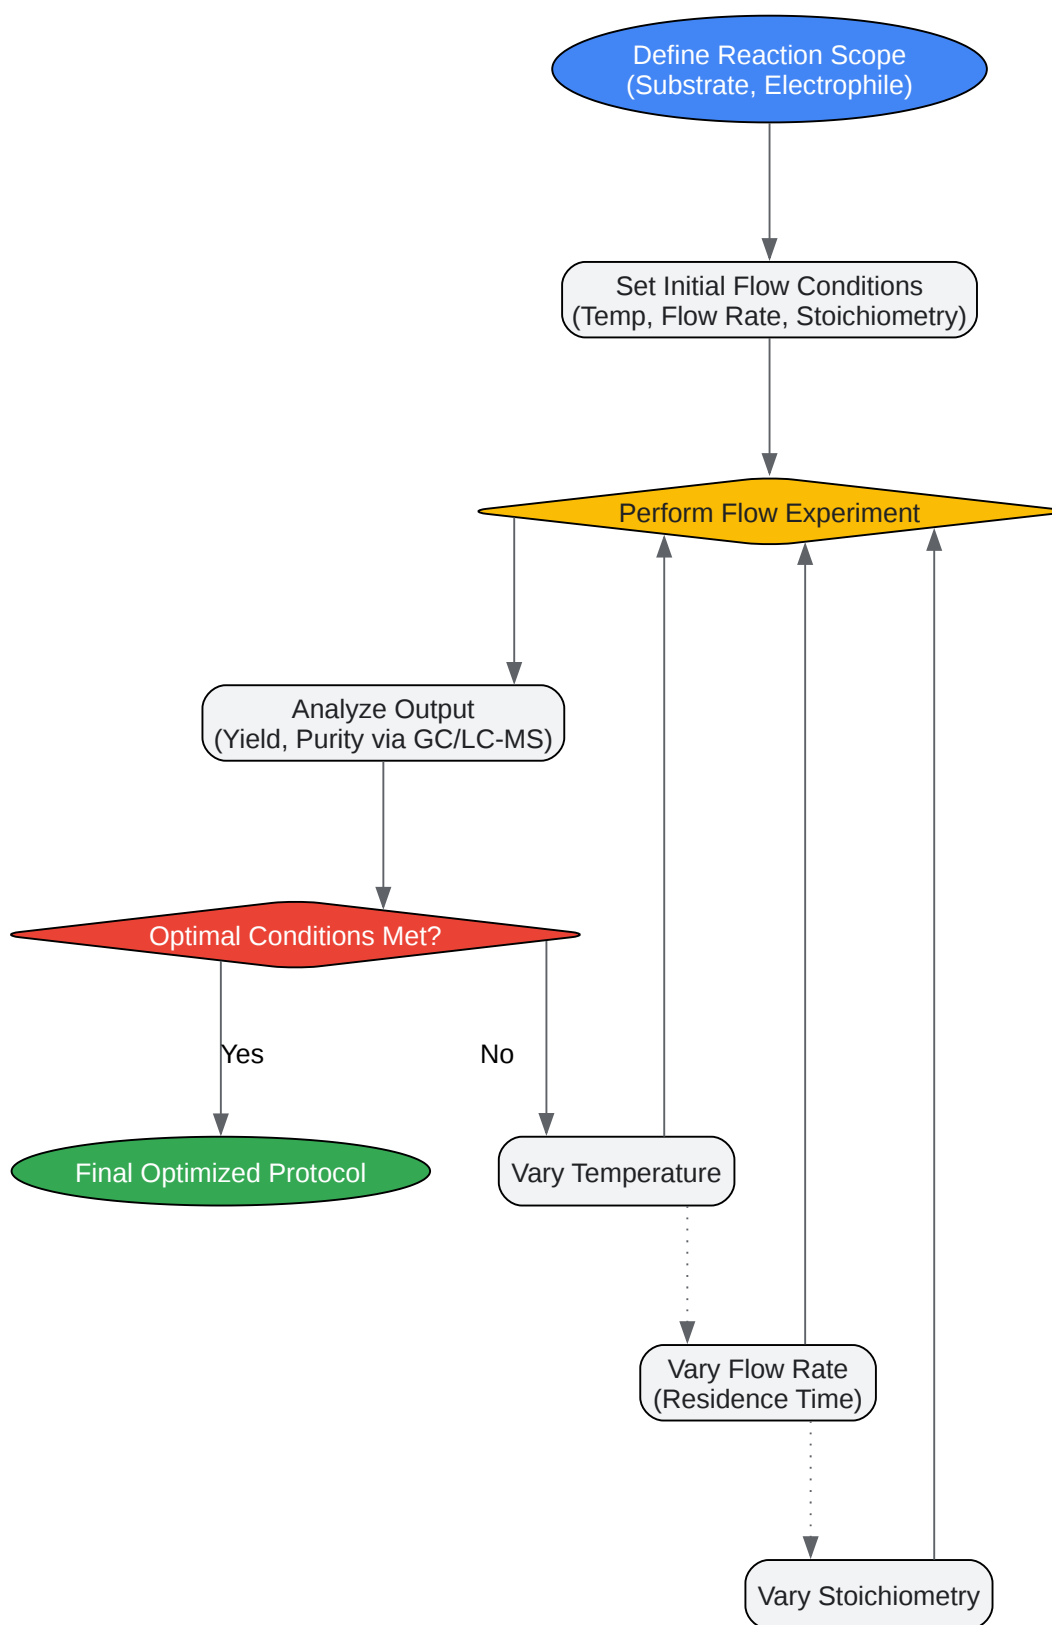 Define Reaction Scope
(Substrate, Electrophile)
Set Initial Flow Conditions
(Temp, Flow Rate, Stoichiometry)
Perform Flow Experiment
Analyze Output
(Yield, Purity via GC/LC-MS)
Optimal Conditions Met?
Yes
No
Final Optimized Protocol
Vary Temperature
Vary Flow Rate
(Residence Time)
Vary Stoichiometry